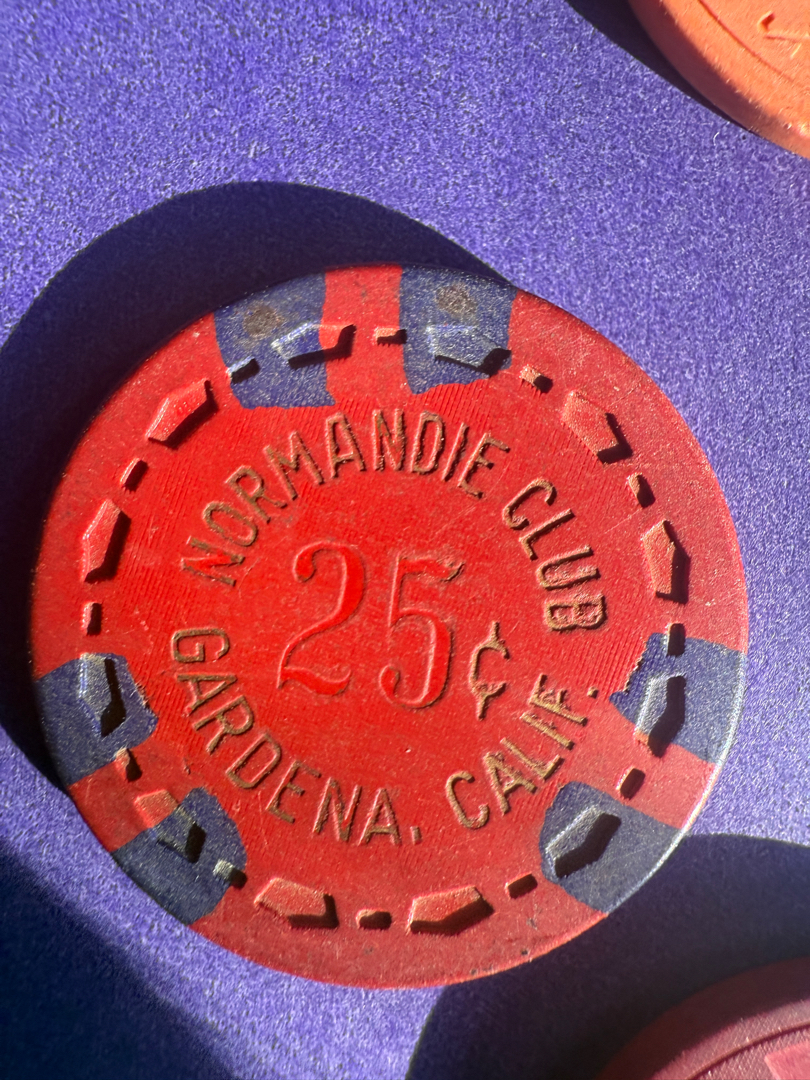 NORMANDIE CLUB
25¢
GARDENA, CALIF.